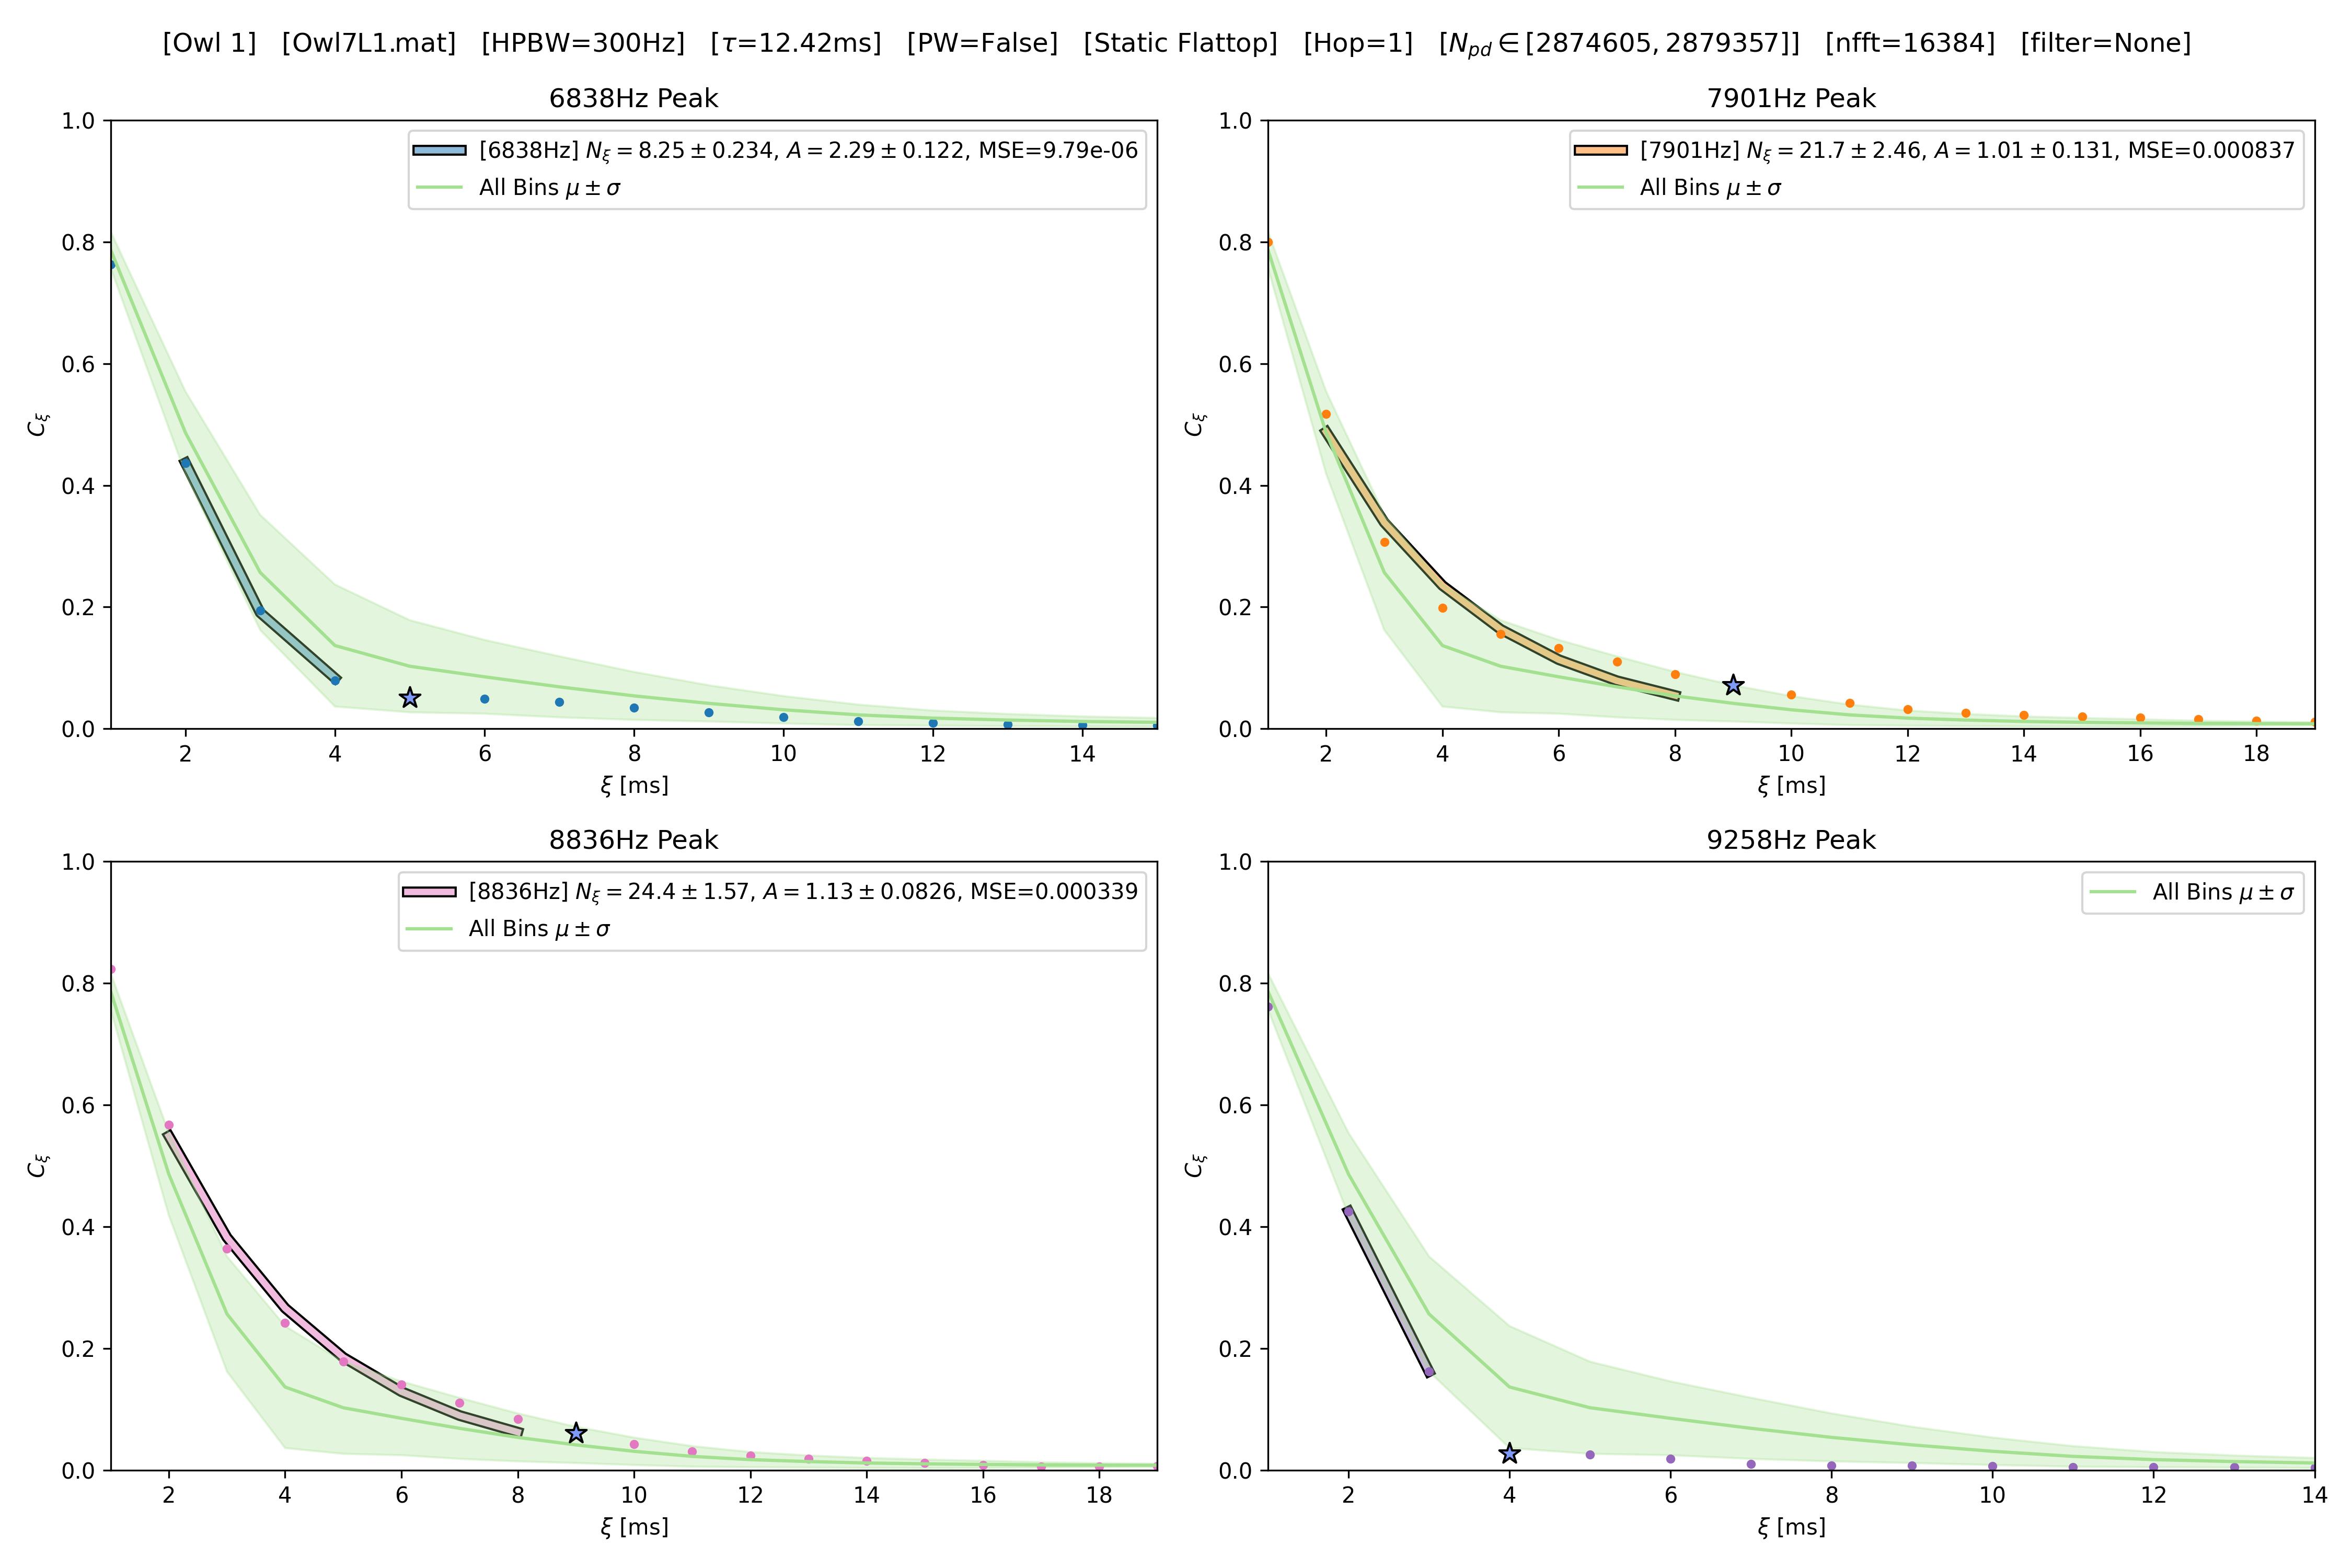 [Owl 1] [Owl7L1.mat] [HPBW=300Hz] [τ=12.42ms] [PW=False] [Static Flattop] [Hop=1] [N_pd ∈ [2874605, 2879357]] [nfft=16384] [filter=None]
6838Hz Peak
[6838Hz] N_ξ = 8.25 ± 0.234, A = 2.29 ± 0.122, MSE=9.79e-06
All Bins μ ± σ
C_ξ
1.0
0.8
0.6
0.4
0.2
0.0
2 4 6 8 10 12 14
ξ [ms]
7901Hz Peak
[7901Hz] N_ξ = 21.7 ± 2.46, A = 1.01 ± 0.131, MSE=0.000837
All Bins μ ± σ
C_ξ
1.0
0.8
0.6
0.4
0.2
0.0
2 4 6 8 10 12 14 16 18
ξ [ms]
8836Hz Peak
[8836Hz] N_ξ = 24.4 ± 1.57, A = 1.13 ± 0.0826, MSE=0.000339
All Bins μ ± σ
C_ξ
1.0
0.8
0.6
0.4
0.2
0.0
2 4 6 8 10 12 14 16 18
ξ [ms]
9258Hz Peak
All Bins μ ± σ
C_ξ
1.0
0.8
0.6
0.4
0.2
0.0
2 4 6 8 10 12 14
ξ [ms]